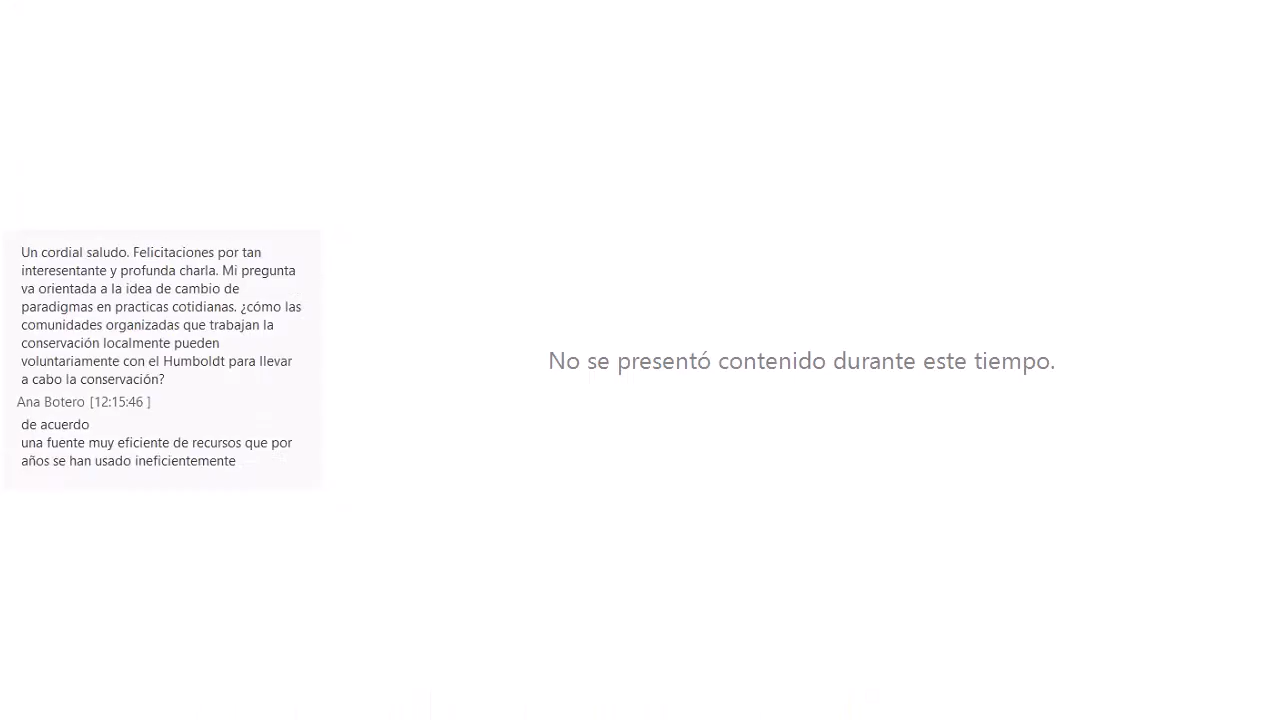 Un cordial saludo. Felicitaciones por tan
interesentante y profunda charla. Mi pregunta
va orientada a la idea de cambio de
paradigmas en practicas cotidianas. ¿cómo las
comunidades organizadas que trabajan la
conservación localmente pueden
voluntariamente con el Humboldt para llevar
a cabo la conservación?
Ana Botero [12:15:46 ]
de acuerdo
una fuente muy eficiente de recursos que por
años se han usado ineficientemente
No se presentó contenido durante este tiempo.